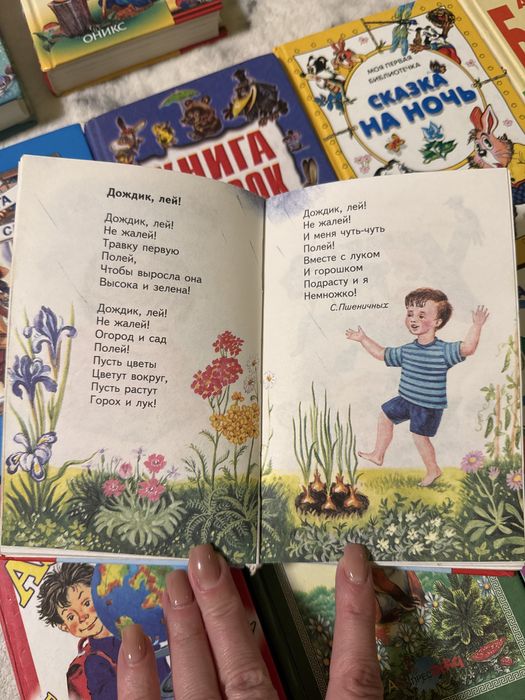 ОНИКС
МОЯ ПЕРВАЯ
БИБЛИОТЕЧКА
СКАЗКА
НА НОЧЬ
КНИГА
Дождик, лей!
Дождик, лей!
Не жалей!
Травку первую
Полей,
Чтобы выросла она
Высока и зелена!
Дождик, лей!
Не жалей!
Огород и сад
Полей!
Пусть цветы
Цветут вокруг,
Пусть растут
Горох и лук!
Дождик, лей!
Не жалей!
И меня чуть-чуть
Полей!
Вместе с луком
И горошком
Подрасту и я
Немножко!
С.Пшеничных